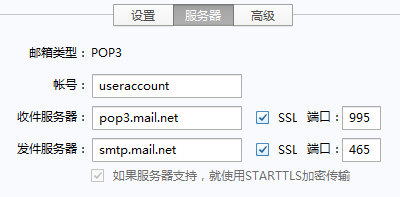 设置 服务器 高级
邮箱类型：POP3
帐号： useraccount
收件服务器： pop3.mail.net SSL 端口： 995
发件服务器： smtp.mail.net SSL 端口： 465
如果服务器支持，就使用STARTTLS加密传输